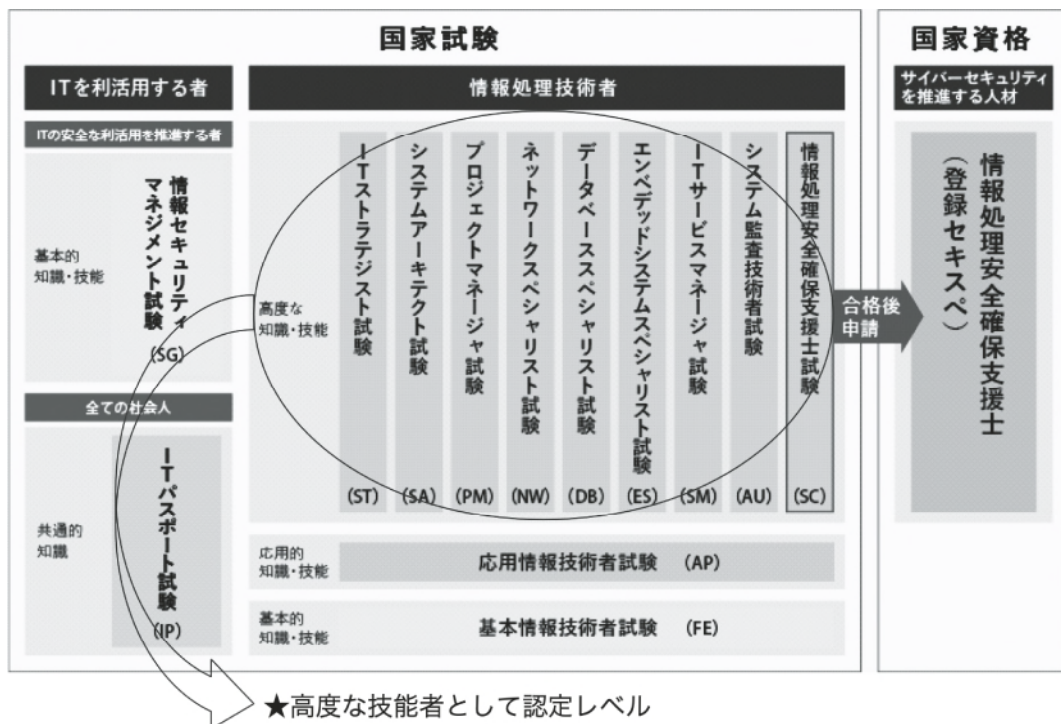 国家試験
国家資格
ITを利活用する者
情報処理技術者
サイバーセキュリティ
を推進する人材
ITの安全な利活用を推進する者
基本的
知識・技能
情報セキュリティ
マネジメント試験
(SG)
全ての社会人
共通的
知識
ITパスポート試験
(IP)
高度な
知識・技能
ITストラテジスト試験
(ST)
システムアーキテクト試験
(SA)
プロジェクトマネージャ試験
(PM)
ネットワークスペシャリスト試験
(NW)
データベーススペシャリスト試験
(DB)
エンベデッドシステムスペシャリスト試験
(ES)
ITサービスマネージャ試験
(SM)
システム監査技術者試験
(AU)
情報処理安全確保支援士試験
(SC)
合格後
申請
情報処理安全確保支援士
(登録セキスペ)
応用的
知識・技能
応用情報技術者試験 (AP)
基本的
知識・技能
基本情報技術者試験 (FE)
★高度な技能者として認定レベル